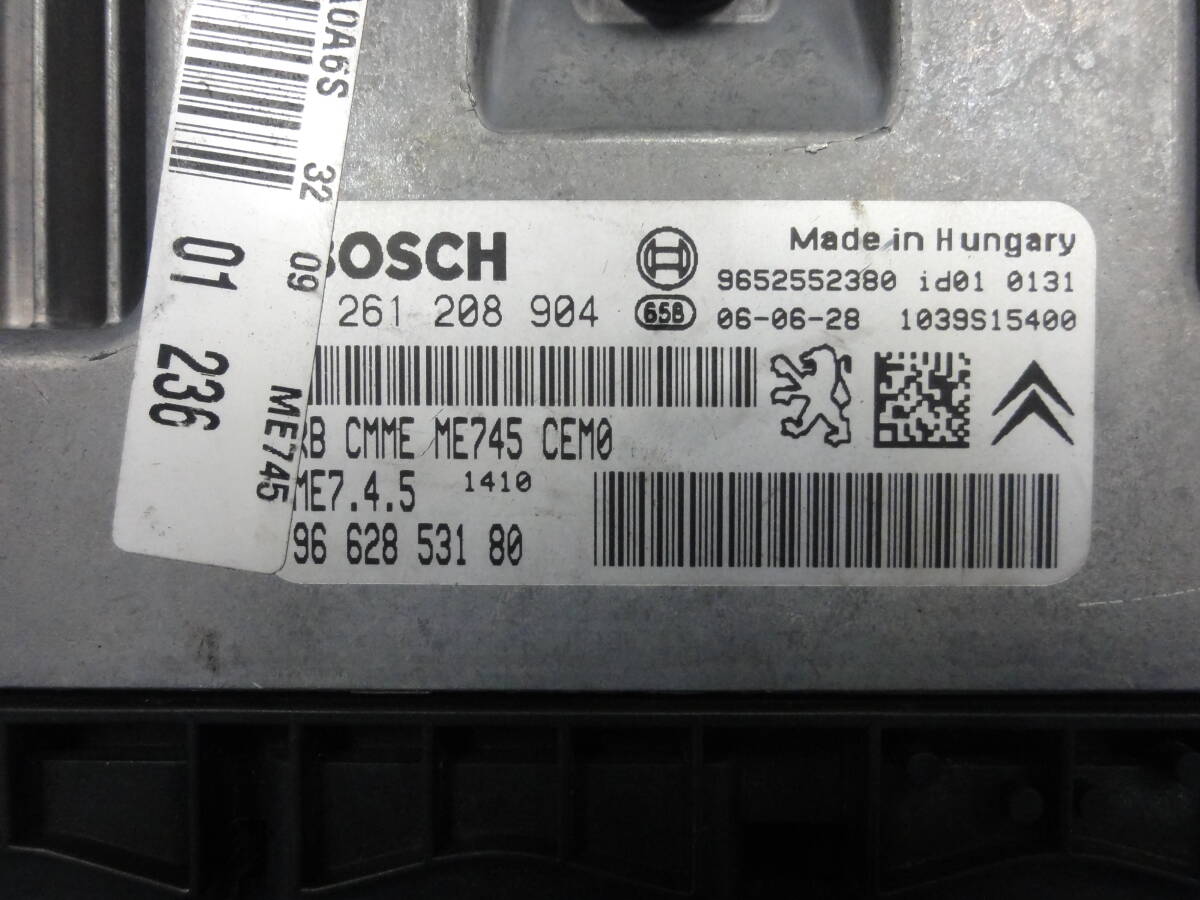 A0A6S 32 09
ME745
01 236
BOSCH
261 208 904
658
Made in Hungary
9652552380 id01 0131
06-06-28 1039S15400
CMME ME745 CEM0
ME7.4.5 1410
96 628 531 80